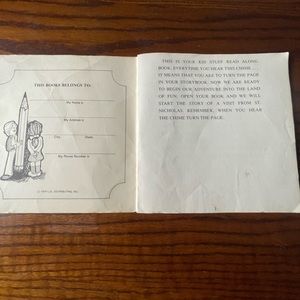 THIS BOOKS BELONGS TO:
My Name is
My Address is
City State
My Phone Number is
THIS IS YOUR KID STUFF READ ALONG
BOOK. EVERYTIME YOU HEAR THIS CHIME . . .
IT MEANS THAT YOU ARE TO TURN THE PAGE
IN YOUR STORYBOOK. NOW WE ARE READY
TO BEGIN OUR ADVENTURE INTO THE LAND
OF FUN. OPEN YOUR BOOK AND WE WILL
START THE STORY OF A VISIT FROM ST.
NICHOLAS. REMEMBER, WHEN YOU HEAR
THE CHIME TURN THE PAGE.